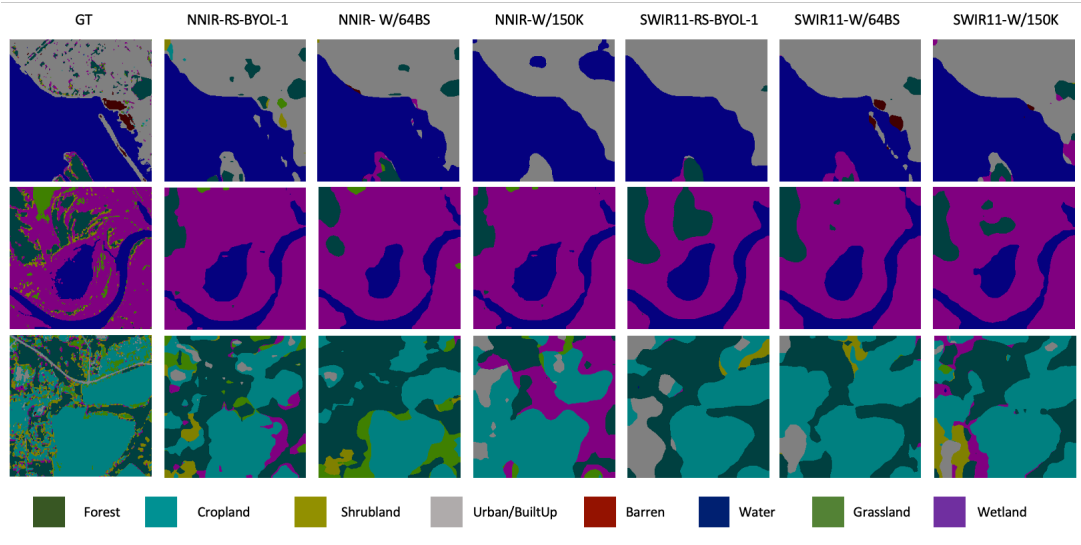 GT NNIR-RS-BYOL-1 NNIR- W/64BS NNIR-W/150K SWIR11-RS-BYOL-1 SWIR11-W/64BS SWIR11-W/150K
Forest Cropland Shrubland Urban/BuiltUp Barren Water Grassland Wetland